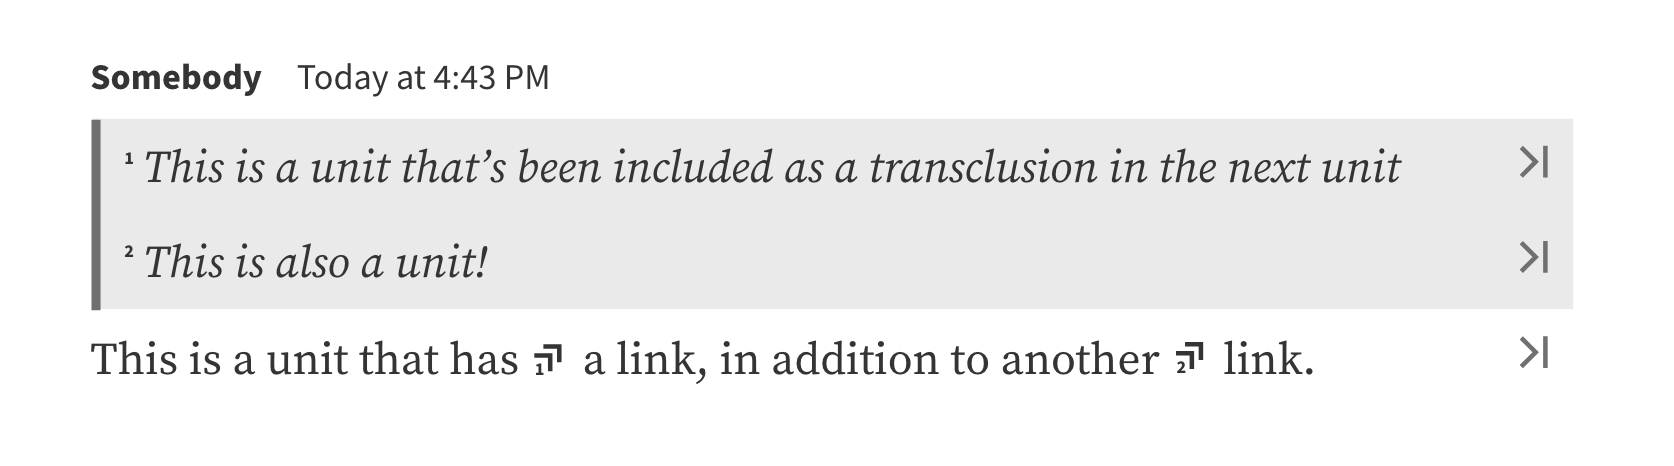 Somebody Today at 4:43 PM
¹ This is a unit that’s been included as a transclusion in the next unit
² This is also a unit!
This is a unit that has 1 a link, in addition to another 2 link.